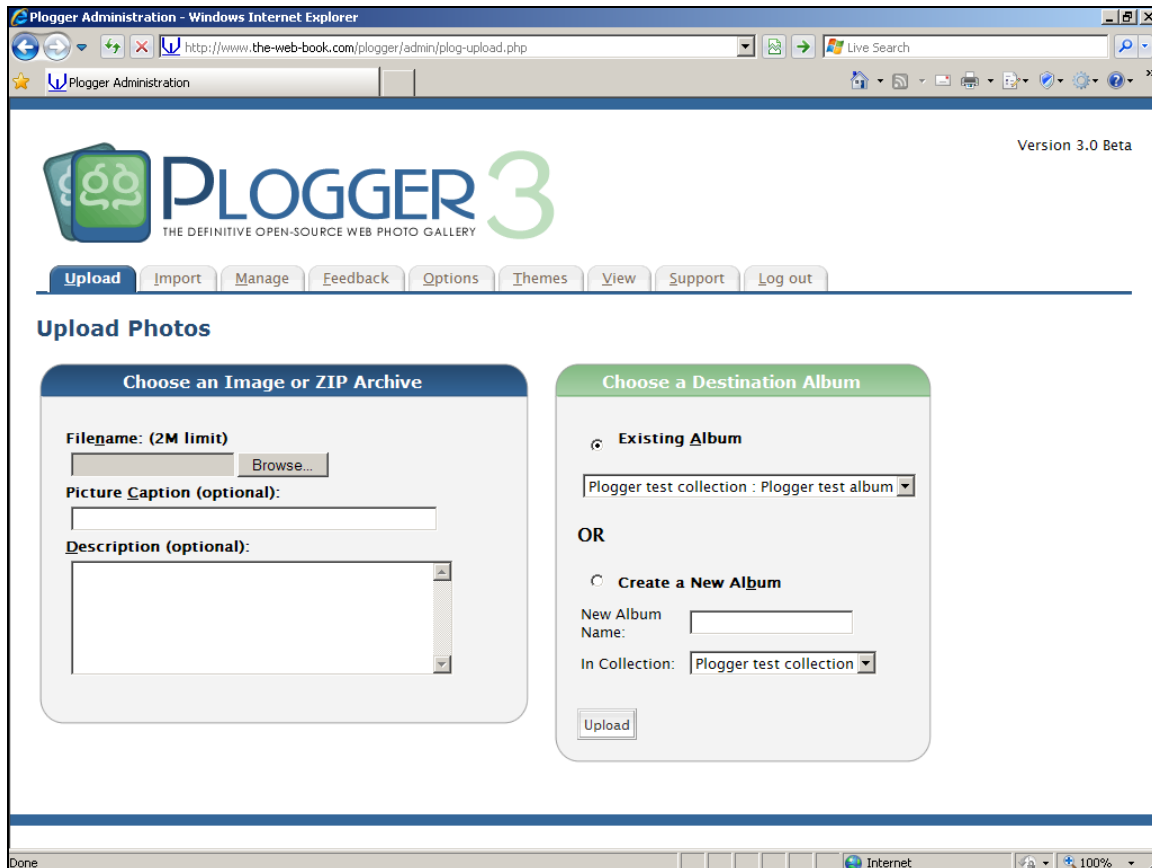 Plogger Administration - Windows Internet Explorer
http://www.the-web-book.com/plogger/admin/plog-upload.php
Live Search
Plogger Administration
Version 3.0 Beta
PLOGGER 3
THE DEFINITIVE OPEN-SOURCE WEB PHOTO GALLERY
Upload Import Manage Feedback Options Themes View Support Log out
Upload Photos
Choose an Image or ZIP Archive
Filename: (2M limit)
Browse...
Picture Caption (optional):
Description (optional):
Choose a Destination Album
Existing Album
Plogger test collection : Plogger test album
OR
Create a New Album
New Album
Name:
In Collection: Plogger test collection
Upload
Done
Internet
100%